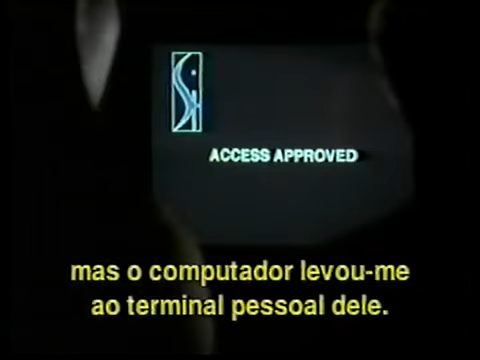 ACCESS APPROVED
mas o computador levou-me
ao terminal pessoal dele.